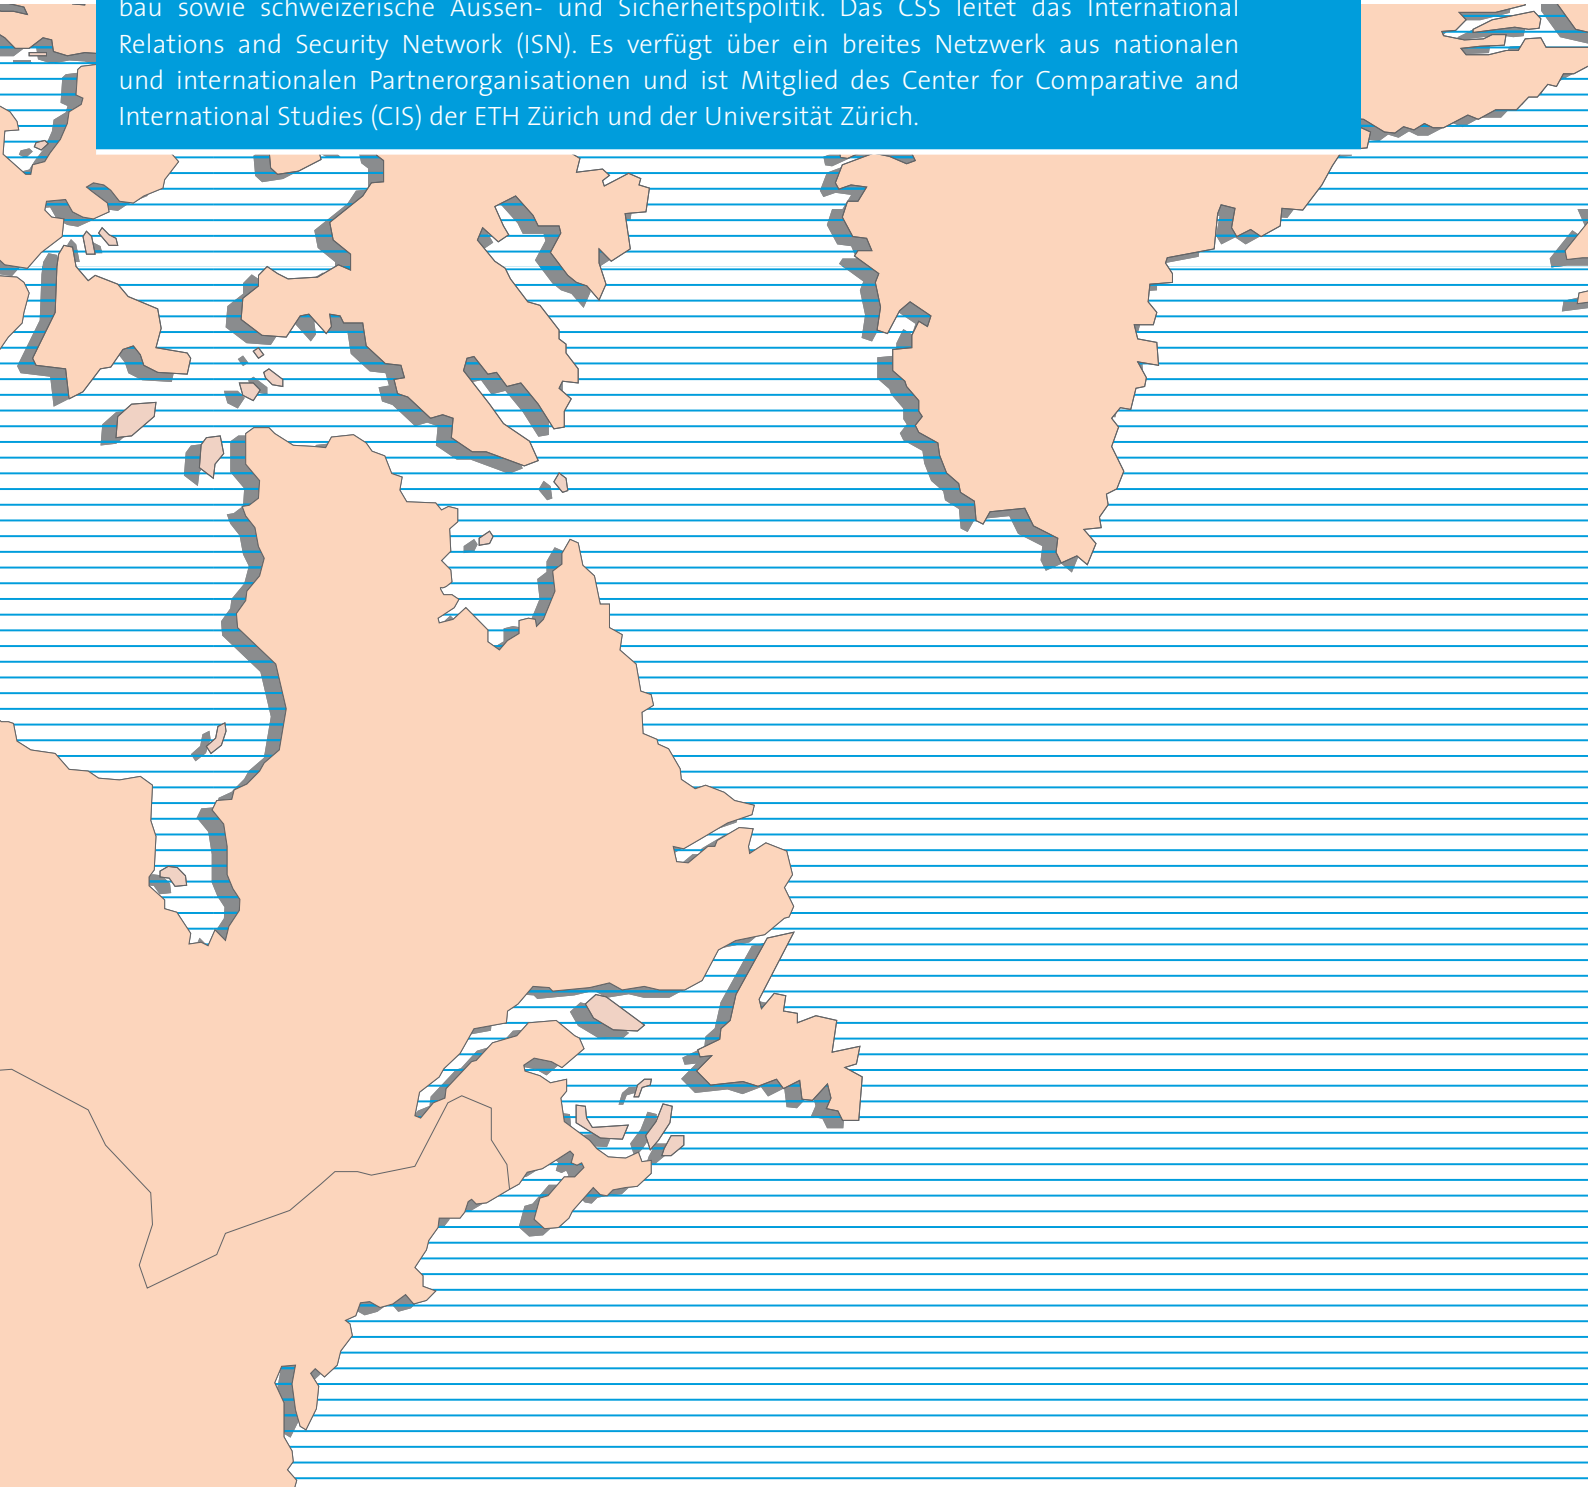 bau sowie schweizerische Aussen- und Sicherheitspolitik. Das CSS leitet das International
Relations and Security Network (ISN). Es verfügt über ein breites Netzwerk aus nationalen
und internationalen Partnerorganisationen und ist Mitglied des Center for Comparative and
International Studies (CIS) der ETH Zürich und der Universität Zürich.